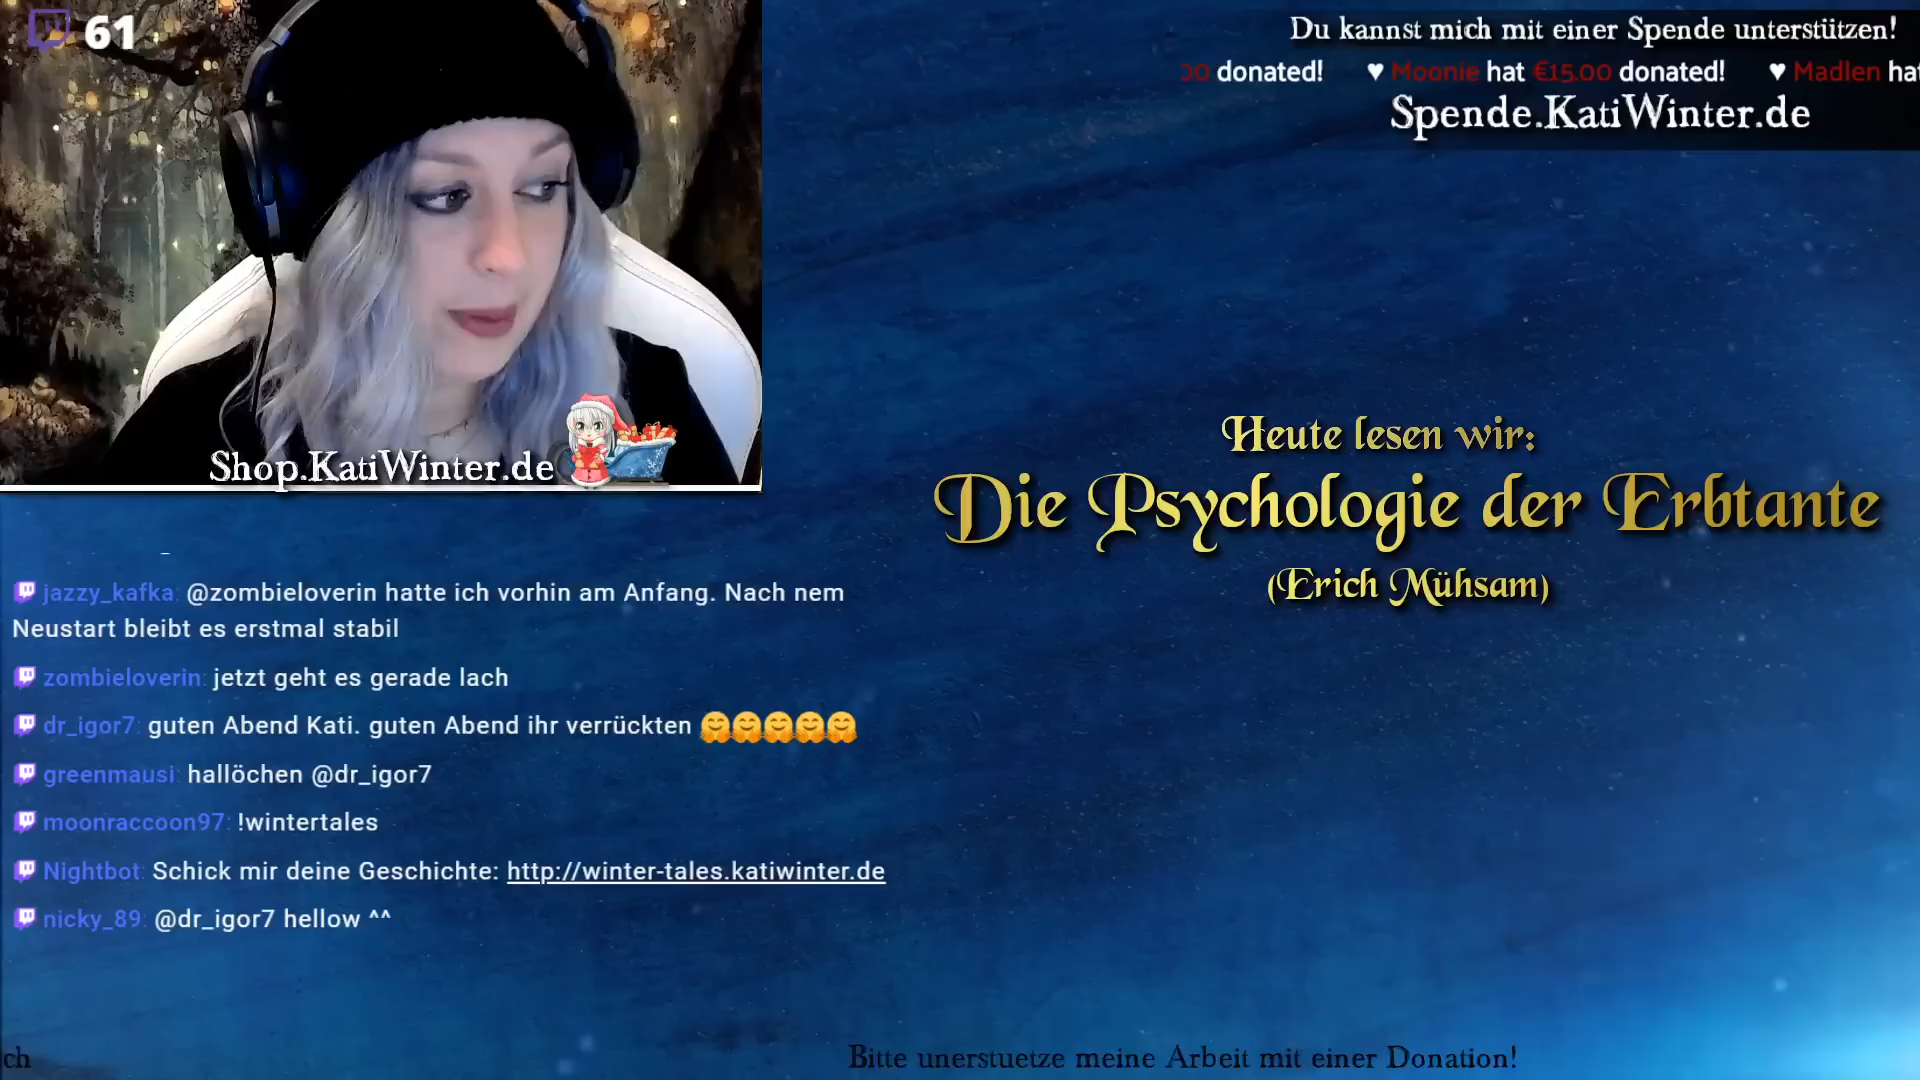 61
Du kannst mich mit einer Spende unterstützen!
00 donated! ♥ Moonie hat €15.00 donated! ♥ Madlen hat
Spende.KatiWinter.de
Shop.KatiWinter.de
Heute lesen wir:
Die Psychologie der Erbtante
(Erich Mühsam)
jazzy_kafka: @zombieloverin hatte ich vorhin am Anfang. Nach nem
Neustart bleibt es erstmal stabil
zombieloverin: jetzt geht es gerade lach
dr_igor7: guten Abend Kati. guten Abend ihr verrückten 🤗🤗🤗🤗🤗
greenmausi: hallöchen @dr_igor7
moonraccoon97: !wintertales
Nightbot: Schick mir deine Geschichte: http://winter-tales.katiwinter.de
nicky_89: @dr_igor7 hellow ^^
ch Bitte unerstuetze meine Arbeit mit einer Donation!